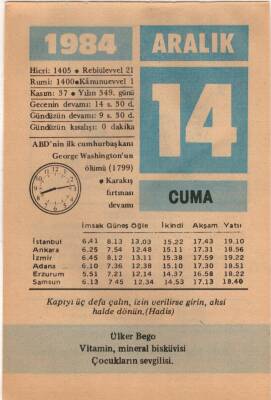 1984
ARALIK
Hicri: 1405 • Rebiülevvel 21
Rumi: 1400•Kânunuevvel 1
Kasım: 37 • Yılın 349. günü
Gecenin devamı: 14 s. 30 d.
Gündüzün devamı: 9 s. 30 d.
Gündüzün kısalışı: 0 dakika
14
ABD'nin ilk cumhurbaşkanı
George Washington'un
ölümü (1799)
• Karakış
fırtınası
devamı
CUMA
İmsak Güneş Öğle İkindi Akşam Yatsı
İstanbul 6,41 8.13 13,03 15,22 17,43 19,10
Ankara 6,25 7,54 12,48 15.11 17,31 18,56
İzmir 6,45 8,12 13,11 15,38 17,59 19,22
Adana 6,10 7,36 12,38 15,10 17,30 18,51
Erzurum 5,51 7,21 12,14 14,37 16,58 18,22
Samsun 6.13 7.45 12,34 14.53 17,13 18,40
Kapıyı üç defa çalın, izin verilirse girin, aksi
halde dönün.(Hadis)
Ülker Bego
Vitamin, mineral bisküvisi
Çocukların sevgilisi.